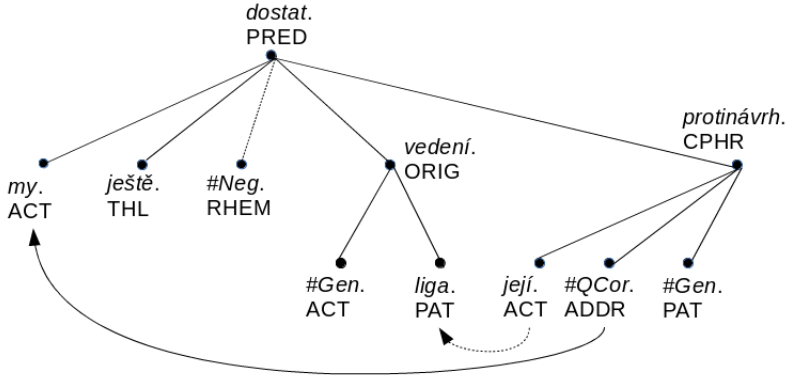 dostat.
PRED
protinávrh.
CPHR
vedení.
ORIG
my.
ACT
ještě.
THL
#Neg.
RHEM
#Gen.
ACT
liga.
PAT
její.
ACT
#QCor.
ADDR
#Gen.
PAT